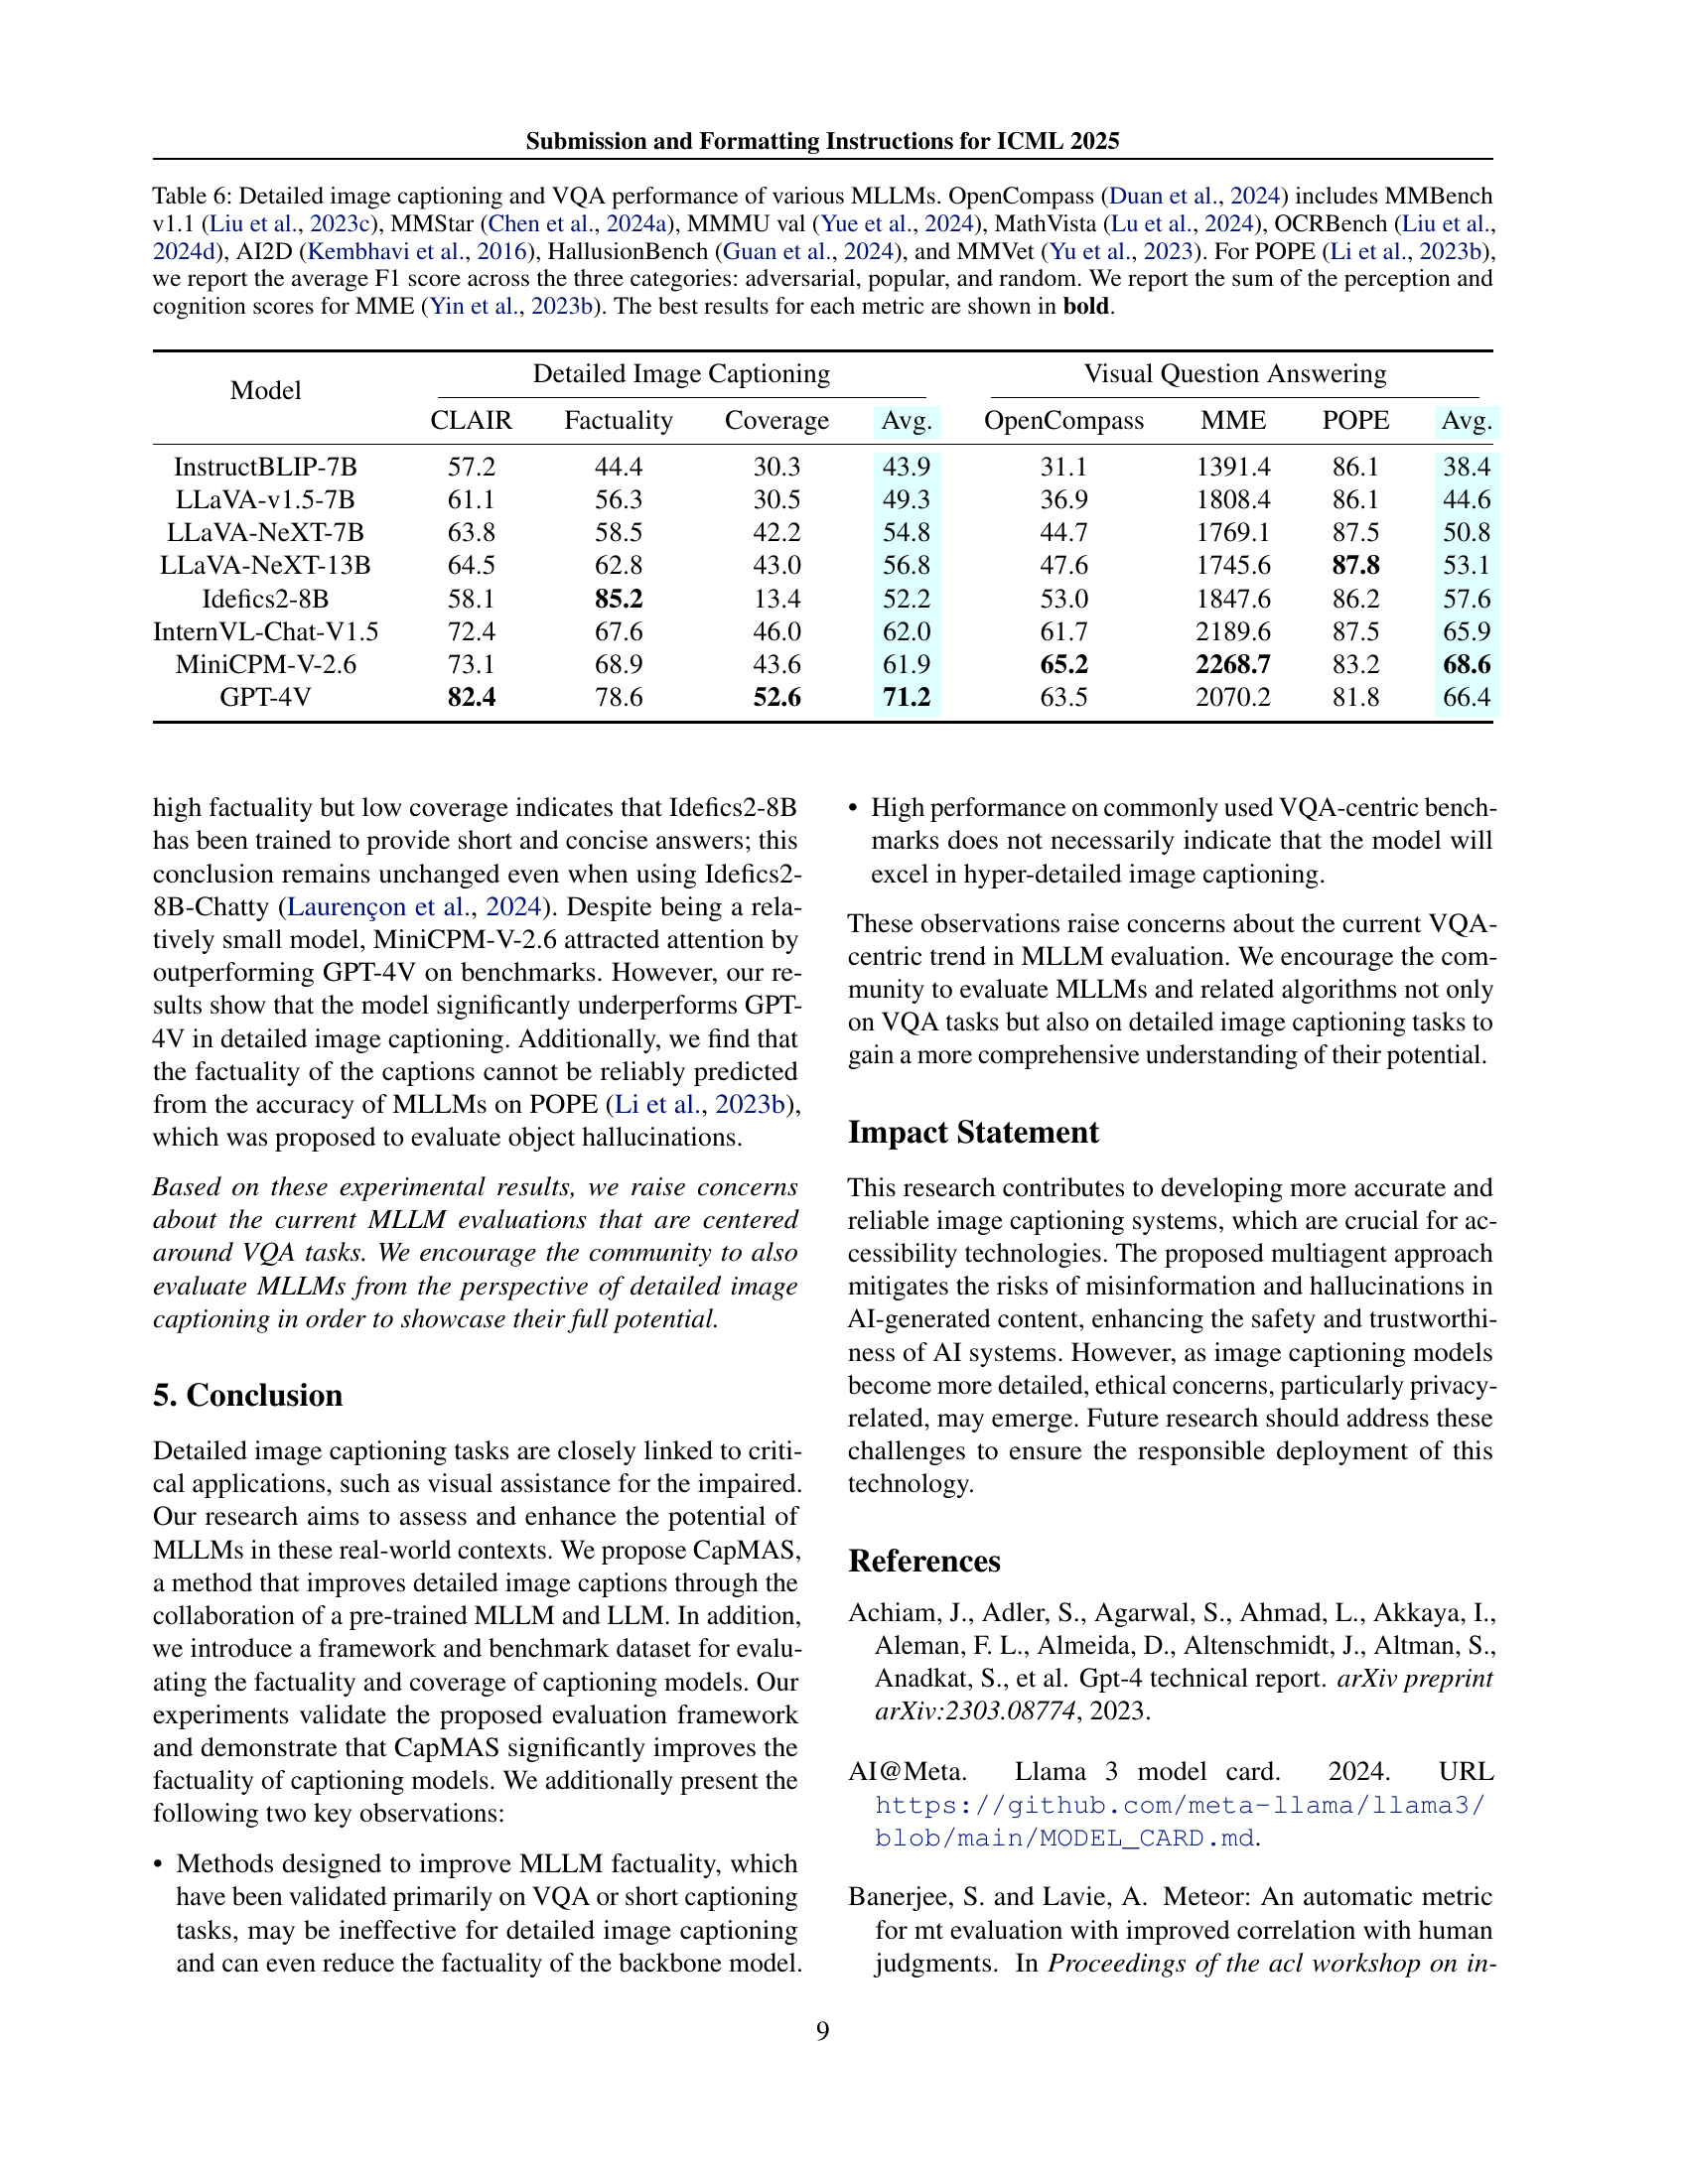 Submission and Formatting Instructions for ICML 2025
Table 6: Detailed image captioning and VQA performance of various MLLMs. OpenCompass (Duan et al., 2024) includes MMBench
v1.1 (Liu et al., 2023c), MMStar (Chen et al., 2024a), MMMU val (Yue et al., 2024), MathVista (Lu et al., 2024), OCRBench (Liu et al.,
2024d), AI2D (Kembhavi et al., 2016), HallusionBench (Guan et al., 2024), and MMVet (Yu et al., 2023). For POPE (Li et al., 2023b),
we report the average F1 score across the three categories: adversarial, popular, and random. We report the sum of the perception and
cognition scores for MME (Yin et al., 2023b). The best results for each metric are shown in bold.
Model Detailed Image Captioning Visual Question Answering
CLAIR Factuality Coverage Avg. OpenCompass MME POPE Avg.
InstructBLIP-7B 57.2 44.4 30.3 43.9 31.1 1391.4 86.1 38.4
LLaVA-v1.5-7B 61.1 56.3 30.5 49.3 36.9 1808.4 86.1 44.6
LLaVA-NeXT-7B 63.8 58.5 42.2 54.8 44.7 1769.1 87.5 50.8
LLaVA-NeXT-13B 64.5 62.8 43.0 56.8 47.6 1745.6 87.8 53.1
Idefics2-8B 58.1 85.2 13.4 52.2 53.0 1847.6 86.2 57.6
InternVL-Chat-V1.5 72.4 67.6 46.0 62.0 61.7 2189.6 87.5 65.9
MiniCPM-V-2.6 73.1 68.9 43.6 61.9 65.2 2268.7 83.2 68.6
GPT-4V 82.4 78.6 52.6 71.2 63.5 2070.2 81.8 66.4
high factuality but low coverage indicates that Idefics2-8B
has been trained to provide short and concise answers; this
conclusion remains unchanged even when using Idefics2-
8B-Chatty (Laurençon et al., 2024). Despite being a rela-
tively small model, MiniCPM-V-2.6 attracted attention by
outperforming GPT-4V on benchmarks. However, our re-
sults show that the model significantly underperforms GPT-
4V in detailed image captioning. Additionally, we find that
the factuality of the captions cannot be reliably predicted
from the accuracy of MLLMs on POPE (Li et al., 2023b),
which was proposed to evaluate object hallucinations.
Based on these experimental results, we raise concerns
about the current MLLM evaluations that are centered
around VQA tasks. We encourage the community to also
evaluate MLLMs from the perspective of detailed image
captioning in order to showcase their full potential.
5. Conclusion
Detailed image captioning tasks are closely linked to criti-
cal applications, such as visual assistance for the impaired.
Our research aims to assess and enhance the potential of
MLLMs in these real-world contexts. We propose CapMAS,
a method that improves detailed image captions through the
collaboration of a pre-trained MLLM and LLM. In addition,
we introduce a framework and benchmark dataset for evalu-
ating the factuality and coverage of captioning models. Our
experiments validate the proposed evaluation framework
and demonstrate that CapMAS significantly improves the
factuality of captioning models. We additionally present the
following two key observations:
• Methods designed to improve MLLM factuality, which
have been validated primarily on VQA or short captioning
tasks, may be ineffective for detailed image captioning
and can even reduce the factuality of the backbone model.
• High performance on commonly used VQA-centric bench-
marks does not necessarily indicate that the model will
excel in hyper-detailed image captioning.
These observations raise concerns about the current VQA-
centric trend in MLLM evaluation. We encourage the com-
munity to evaluate MLLMs and related algorithms not only
on VQA tasks but also on detailed image captioning tasks to
gain a more comprehensive understanding of their potential.
Impact Statement
This research contributes to developing more accurate and
reliable image captioning systems, which are crucial for ac-
cessibility technologies. The proposed multiagent approach
mitigates the risks of misinformation and hallucinations in
AI-generated content, enhancing the safety and trustworthi-
ness of AI systems. However, as image captioning models
become more detailed, ethical concerns, particularly privacy-
related, may emerge. Future research should address these
challenges to ensure the responsible deployment of this
technology.
References
Achiam, J., Adler, S., Agarwal, S., Ahmad, L., Akkaya, I.,
Aleman, F. L., Almeida, D., Altenschmidt, J., Altman, S.,
Anadkat, S., et al. Gpt-4 technical report. arXiv preprint
arXiv:2303.08774, 2023.
AI@Meta. Llama 3 model card. 2024. URL
https://github.com/meta-llama/llama3/
blob/main/MODEL_CARD.md.
Banerjee, S. and Lavie, A. Meteor: An automatic metric
for mt evaluation with improved correlation with human
judgments. In Proceedings of the acl workshop on in-
9